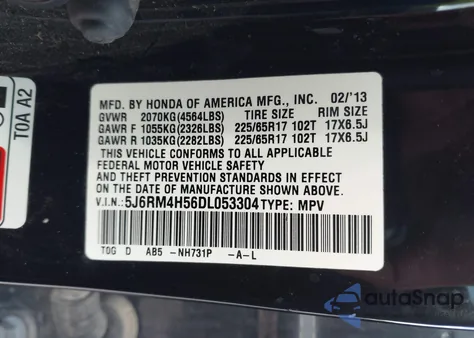 MFD. BY HONDA OF AMERICA MFG., INC. 02/'13
GVWR 2070KG(4564LBS) TIRE SIZE RIM SIZE
GAWR F 1055KG(2326LBS) 225/65R17 102T 17X6.5J
GAWR R 1035KG(2282LBS) 225/65R17 102T 17X6.5J
THIS VEHICLE CONFORMS TO ALL APPLICABLE
FEDERAL MOTOR VEHICLE SAFETY
AND THEFT PREVENTION STANDARDS IN EFFECT
ON THE DATE OF MANUFACTURE SHOWN ABOVE.
V.I.N.: 5J6RM4H56DL053304 TYPE: MPV
T0G D AB5 -NH731P -A-L
T0A A2
autoSnap